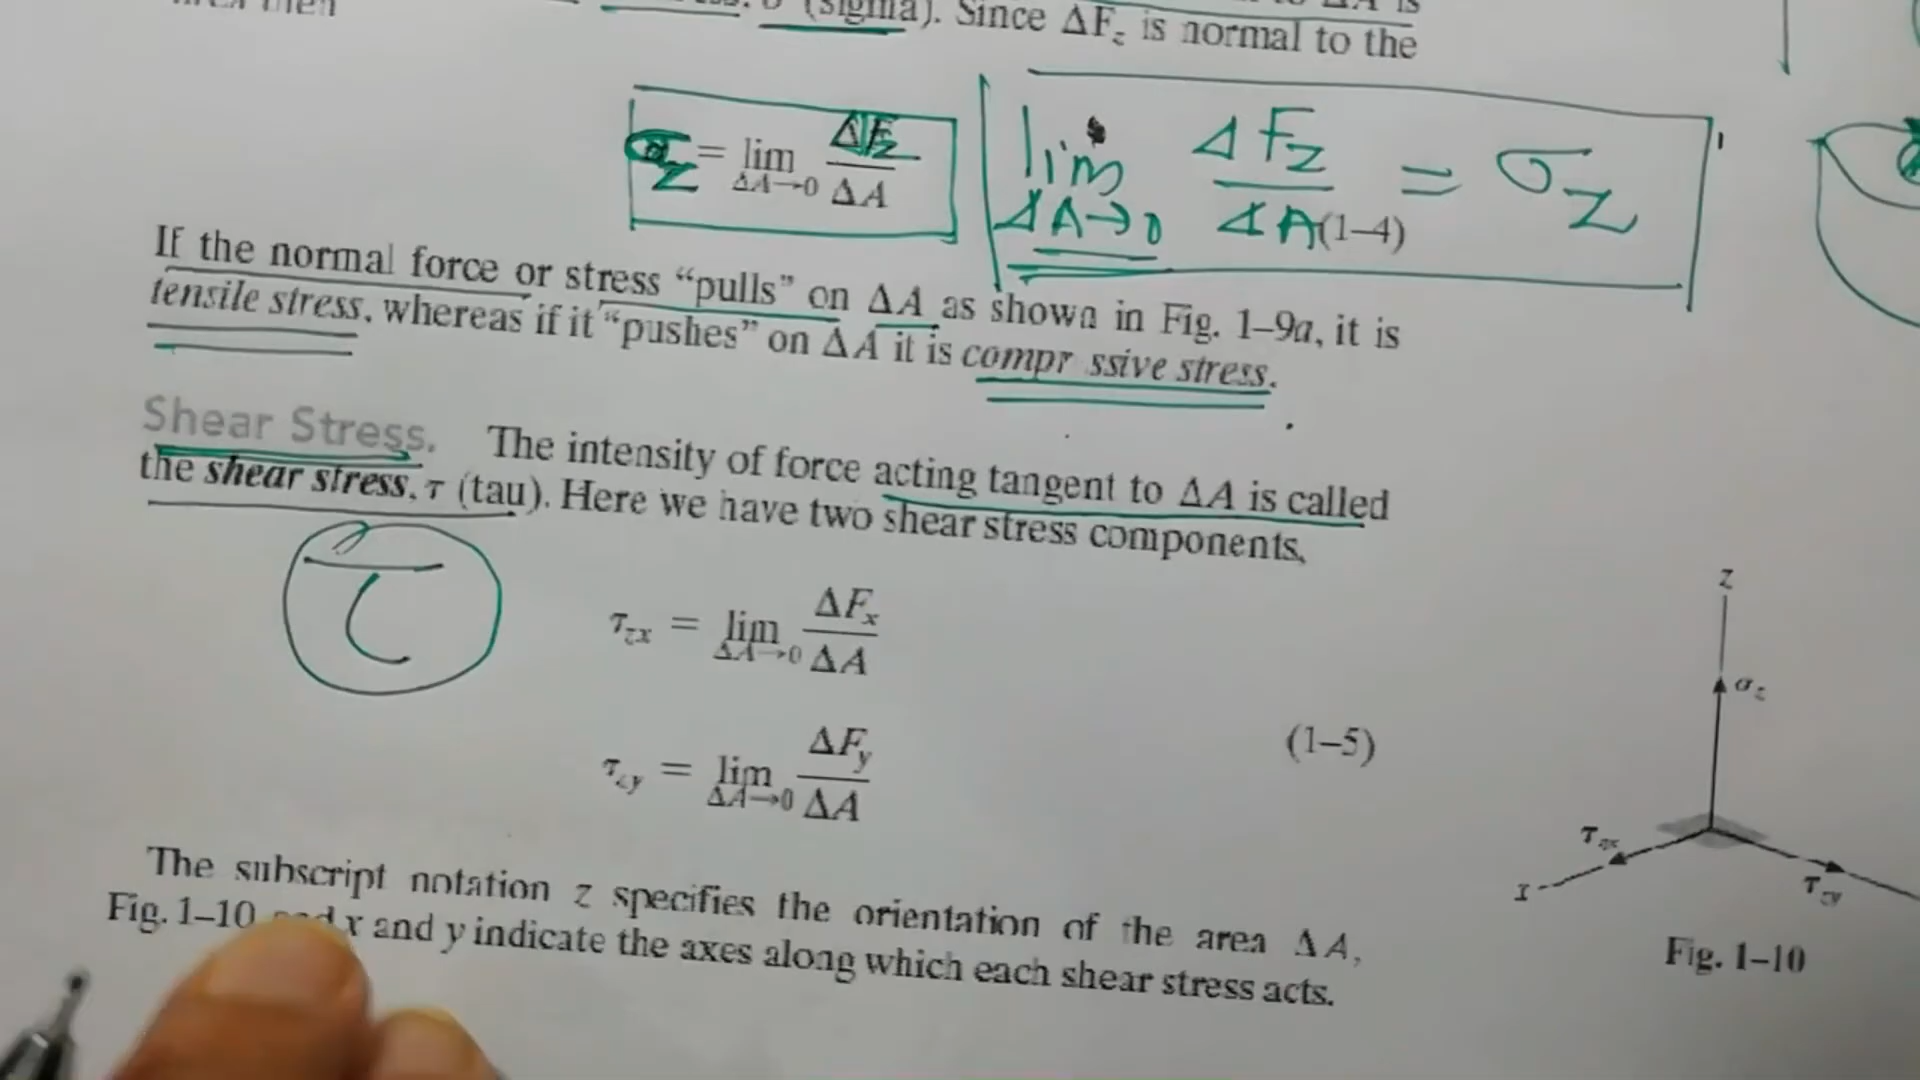 (sigma). Since ΔF_z is normal to the
σ_z = lim_{ΔA→0} ΔF_z/ΔA
lim_{ΔA→0} ΔF_z/ΔA = σ_z
(1–4)
If the normal force or stress “pulls” on ΔA as shown in Fig. 1–9a, it is
tensile stress, whereas if it “pushes” on ΔA it is compr ssive stress.
Shear Stress. The intensity of force acting tangent to ΔA is called
the shear stress, τ (tau). Here we have two shear stress components,
τ
τ_zx = lim_{ΔA→0} ΔF_x/ΔA
τ_zy = lim_{ΔA→0} ΔF_y/ΔA
(1–5)
The subscript notation z specifies the orientation of the area ΔA,
Fig. 1–10 and x and y indicate the axes along which each shear stress acts.
z
σ_z
τ_zx
x
τ_zy
Fig. 1–10